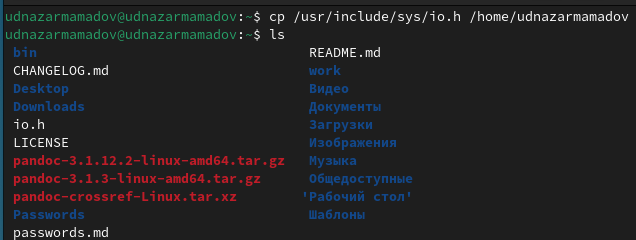 udnazarmamadov@udnazarmamadov:~$ cp /usr/include/sys/io.h /home/udnazarmamadov
udnazarmamadov@udnazarmamadov:~$ ls
bin README.md
CHANGELOG.md work
Desktop Видео
Downloads Документы
io.h Загрузки
LICENSE Изображения
pandoc-3.1.12.2-linux-amd64.tar.gz Музыка
pandoc-3.1.3-linux-amd64.tar.gz Общедоступные
pandoc-crossref-Linux.tar.xz 'Рабочий стол'
Passwords Шаблоны
passwords.md